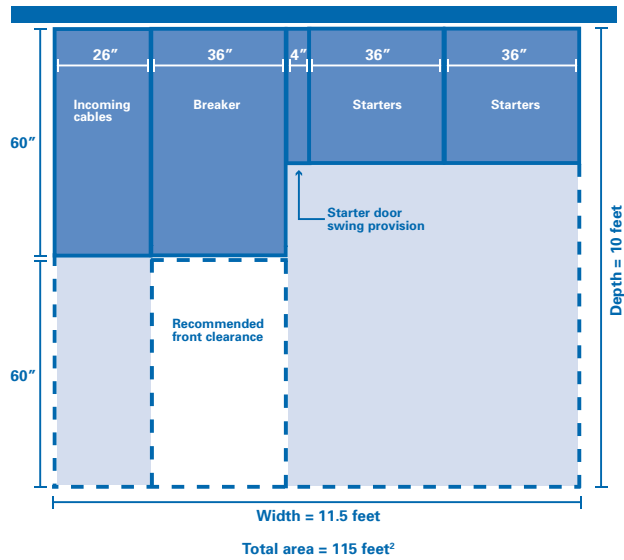 26″
36″
4″
36″
36″
Incoming
cables
Breaker
Starters
Starters
60″
Starter door
swing provision
Depth = 10 feet
Recommended
front clearance
60″
Width = 11.5 feet
Total area = 115 feet²